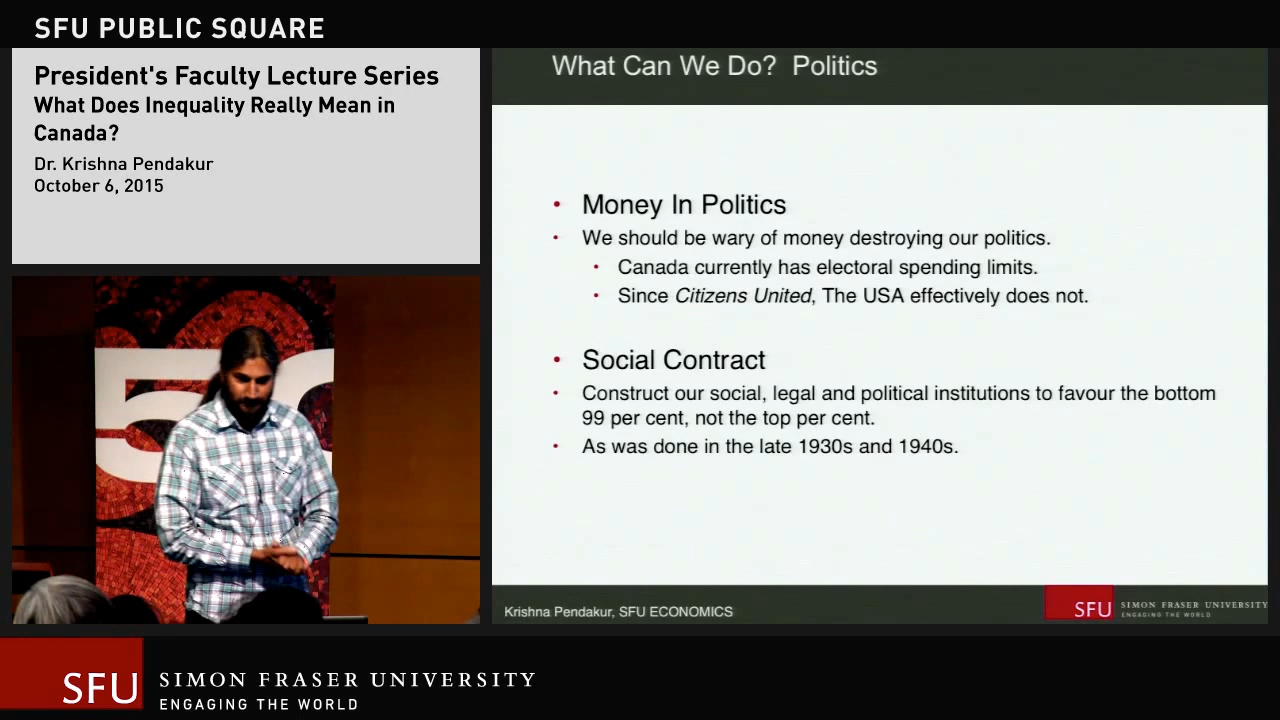 SFU PUBLIC SQUARE
President's Faculty Lecture Series
What Does Inequality Really Mean in
Canada?
Dr. Krishna Pendakur
October 6, 2015
What Can We Do? Politics
• Money In Politics
• We should be wary of money destroying our politics.
• Canada currently has electoral spending limits.
• Since Citizens United, The USA effectively does not.
• Social Contract
• Construct our social, legal and political institutions to favour the bottom
99 per cent, not the top per cent.
• As was done in the late 1930s and 1940s.
Krishna Pendakur, SFU ECONOMICS
SFU SIMON FRASER UNIVERSITY
ENGAGING THE WORLD
SFU SIMON FRASER UNIVERSITY
ENGAGING THE WORLD